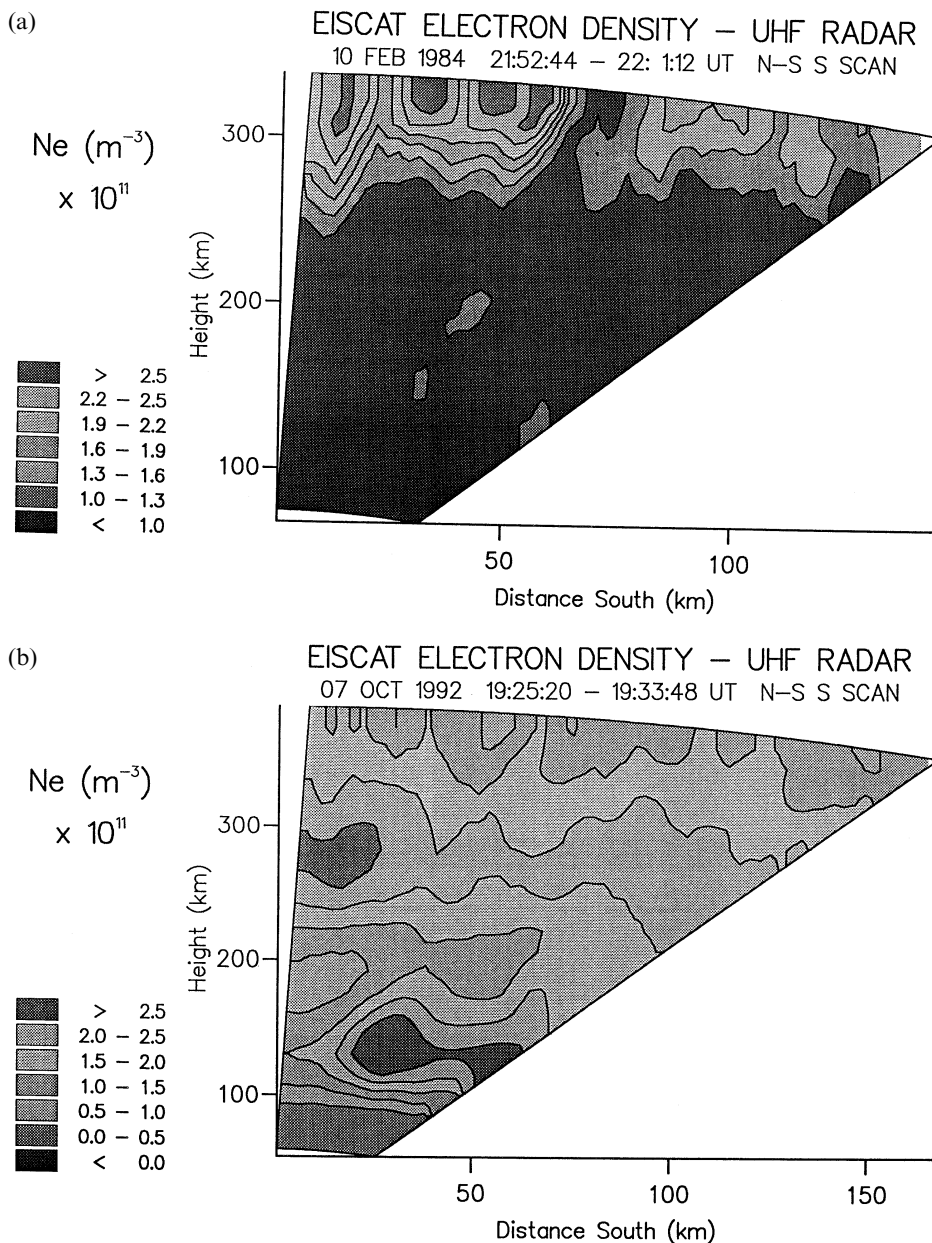 (a)
EISCAT ELECTRON DENSITY – UHF RADAR
10 FEB 1984 21:52:44 – 22: 1:12 UT N–S S SCAN
Ne (m⁻³)
x 10¹¹
Height (km)
300
200
100
> 2.5
2.2 – 2.5
1.9 – 2.2
1.6 – 1.9
1.3 – 1.6
1.0 – 1.3
< 1.0
50
100
Distance South (km)
(b)
EISCAT ELECTRON DENSITY – UHF RADAR
07 OCT 1992 19:25:20 – 19:33:48 UT N–S S SCAN
Ne (m⁻³)
x 10¹¹
Height (km)
300
200
100
> 2.5
2.0 – 2.5
1.5 – 2.0
1.0 – 1.5
0.5 – 1.0
0.0 – 0.5
< 0.0
50
100
150
Distance South (km)